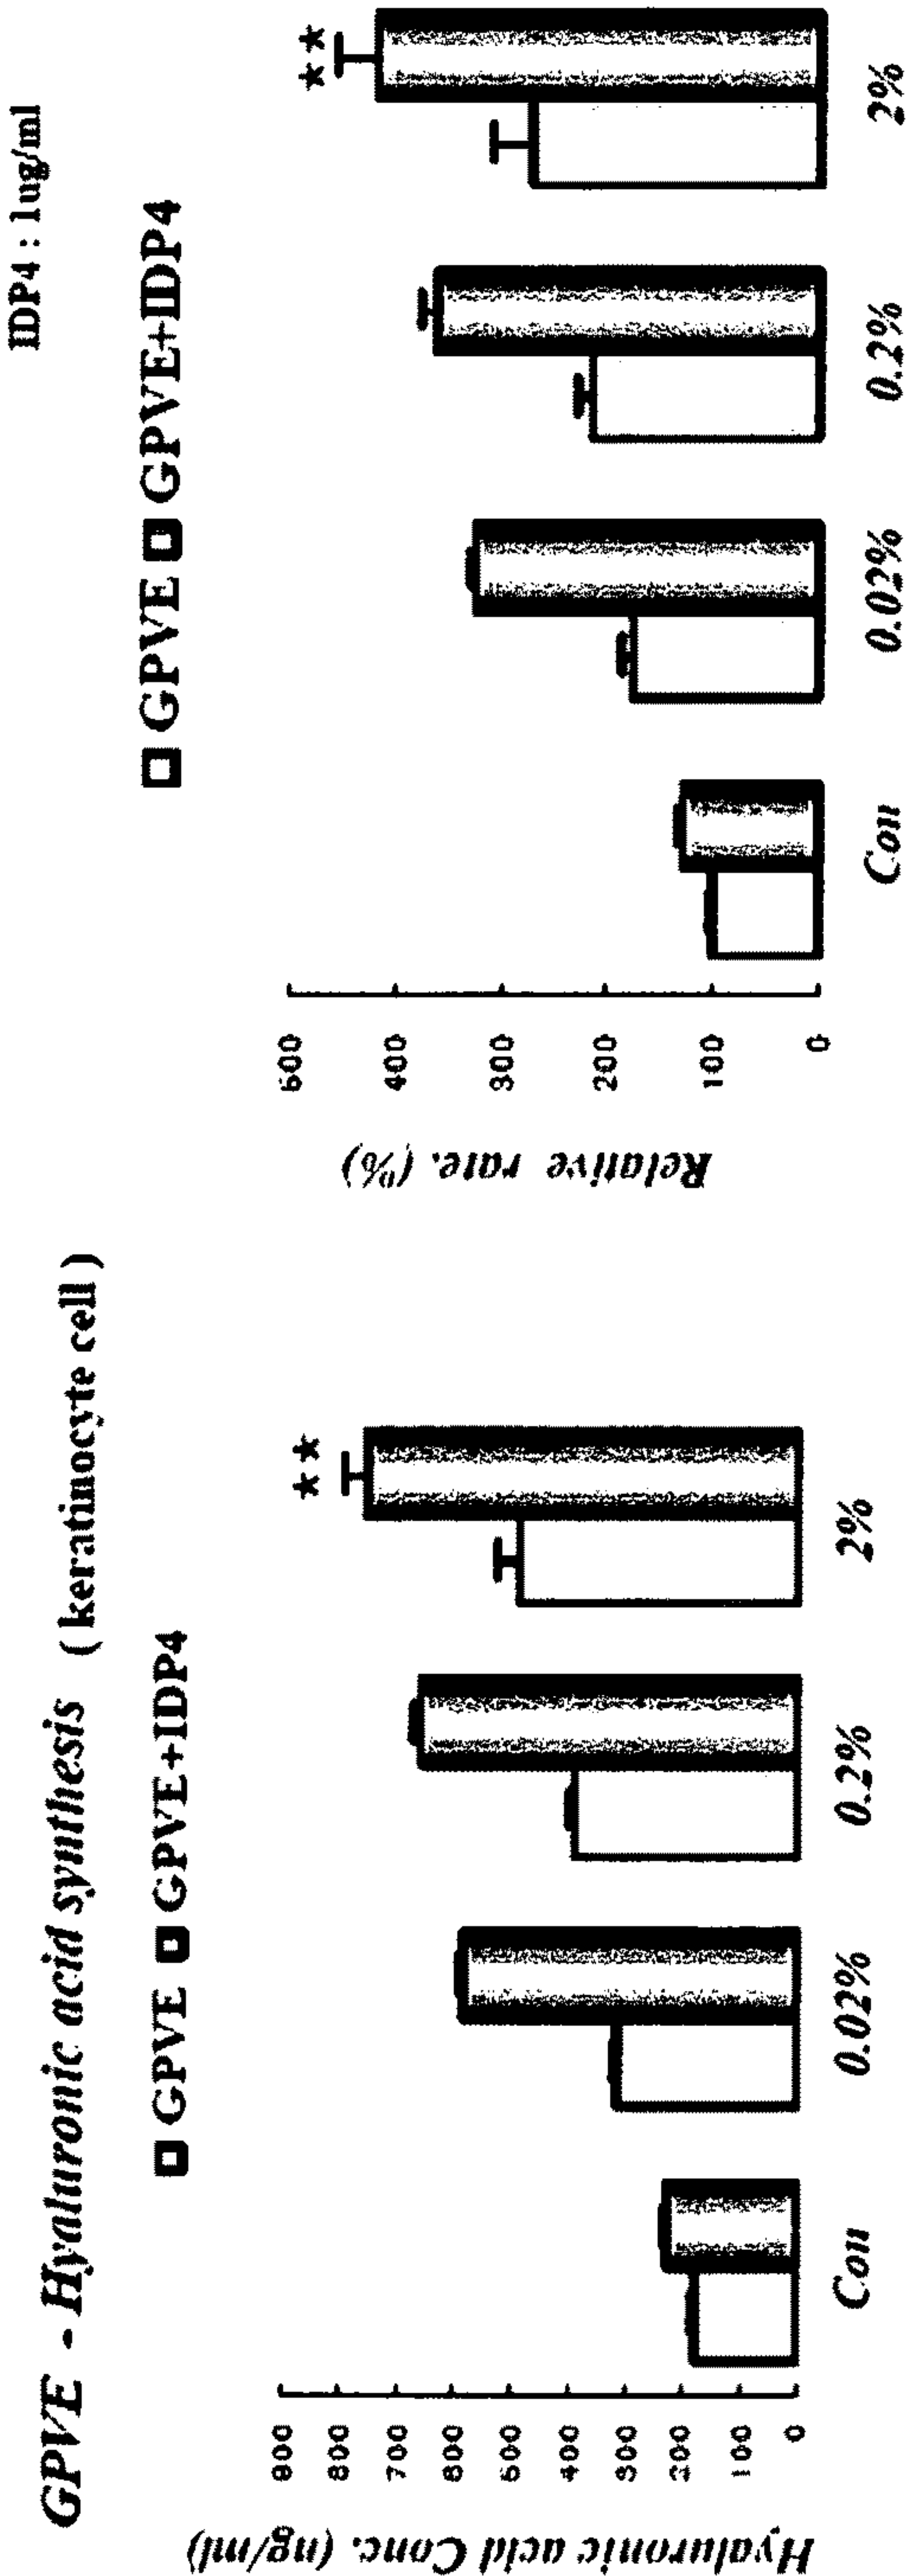 GPVE - Hyaluronic acid synthesis ( keratinocyte cell )
IDP4 : 1ug/ml
GPVE GPVE+IDP4
Hyaluronic acid Conc. (ng/ml)
900
800
700
600
500
400
300
200
100
0
★★
Con 0.02% 0.2% 2%
GPVE GPVE+IDP4
Relative rate. (%)
500
400
300
200
100
0
★★
Con 0.02% 0.2% 2%